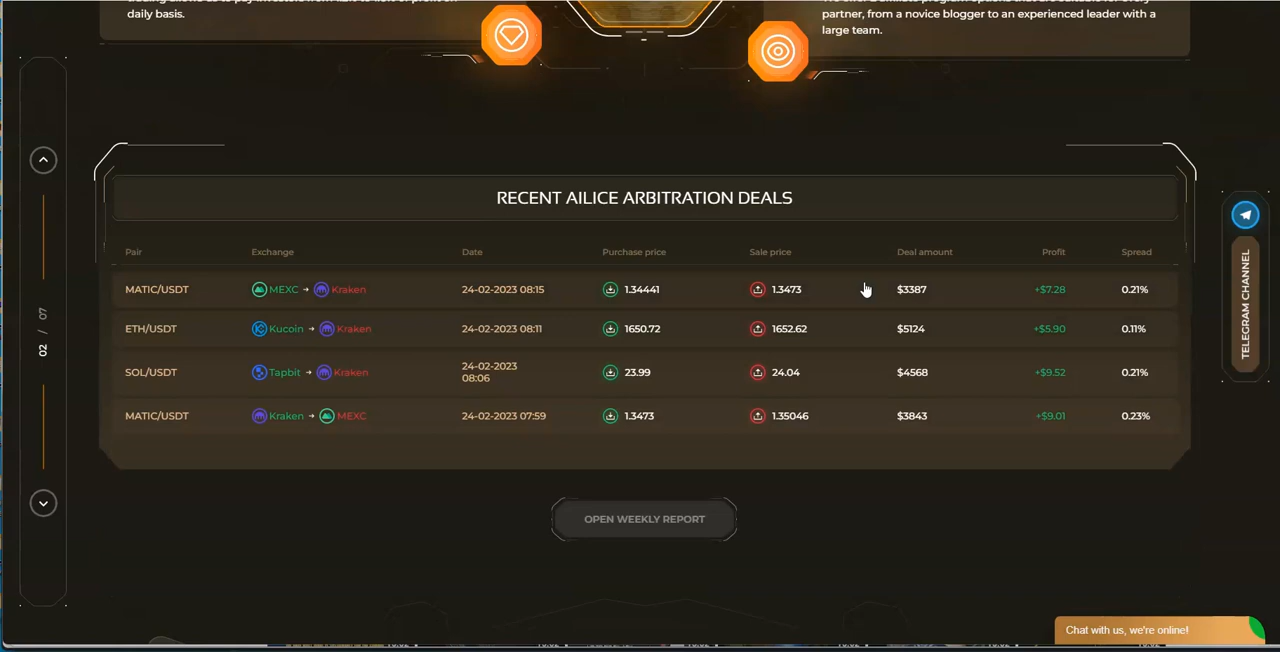 daily basis.
partner, from a novice blogger to an experienced leader with a
large team.
RECENT AILICE ARBITRATION DEALS
Pair Exchange Date Purchase price Sale price Deal amount Profit Spread
MATIC/USDT MEXC → Kraken 24-02-2023 08:15 1.34441 1.3473 $3387 +$7.28 0.21%
ETH/USDT Kucoin → Kraken 24-02-2023 08:11 1650.72 1652.62 $5124 +$5.90 0.11%
SOL/USDT Tapbit → Kraken 24-02-2023 23.99 24.04 $4568 +$9.52 0.21%
08:06
MATIC/USDT Kraken → MEXC 24-02-2023 07:59 1.3473 1.35046 $3843 +$9.01 0.23%
OPEN WEEKLY REPORT
02 / 07
TELEGRAM CHANNEL
Chat with us, we're online!